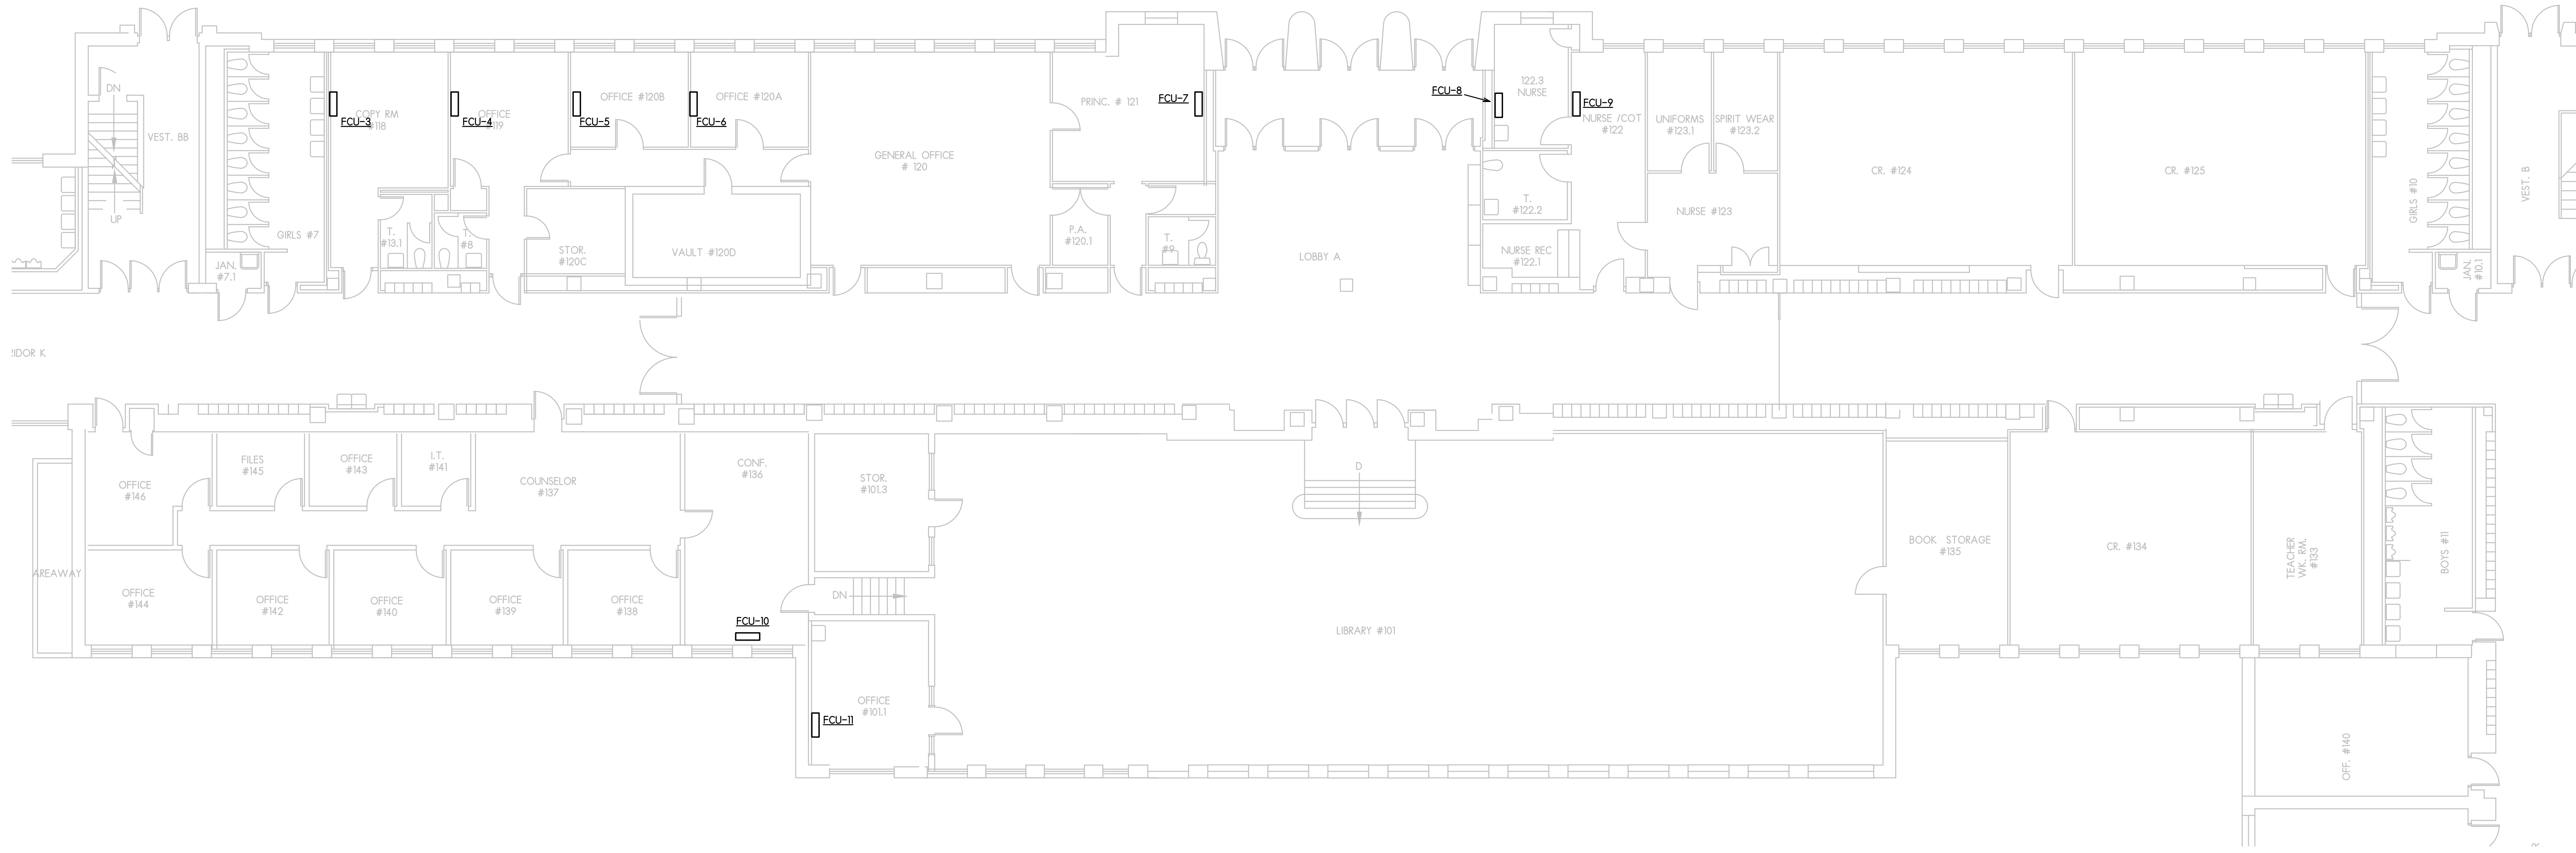 DN
UP
VEST. BB
GIRLS #7
JAN.
#7.1
COPY RM
#118
FCU-3
OFFICE
#119
FCU-4
OFFICE #120B
FCU-5
OFFICE #120A
FCU-6
T.
#13.1
T.
#8
STOR.
#120C
VAULT #120D
GENERAL OFFICE
# 120
PRINC. # 121
FCU-7
P.A.
#120.1
T.
#9
LOBBY A
FCU-8
122.3
NURSE
FCU-9
NURSE /COT
#122
T.
#122.2
NURSE REC
#122.1
UNIFORMS
#123.1
SPIRIT WEAR
#123.2
NURSE #123
CR. #124
CR. #125
GIRLS #10
JAN.
#10.1
VEST. B
IDOR K
OFFICE
#146
FILES
#145
OFFICE
#143
I.T.
#141
COUNSELOR
#137
CONF.
#136
STOR.
#101.3
D
AREAWAY
OFFICE
#144
OFFICE
#142
OFFICE
#140
OFFICE
#139
OFFICE
#138
FCU-10
DN
OFFICE
#101.1
FCU-11
LIBRARY #101
BOOK STORAGE
#135
CR. #134
TEACHER
WK. RM.
#133
BOYS #11
OFF. #140